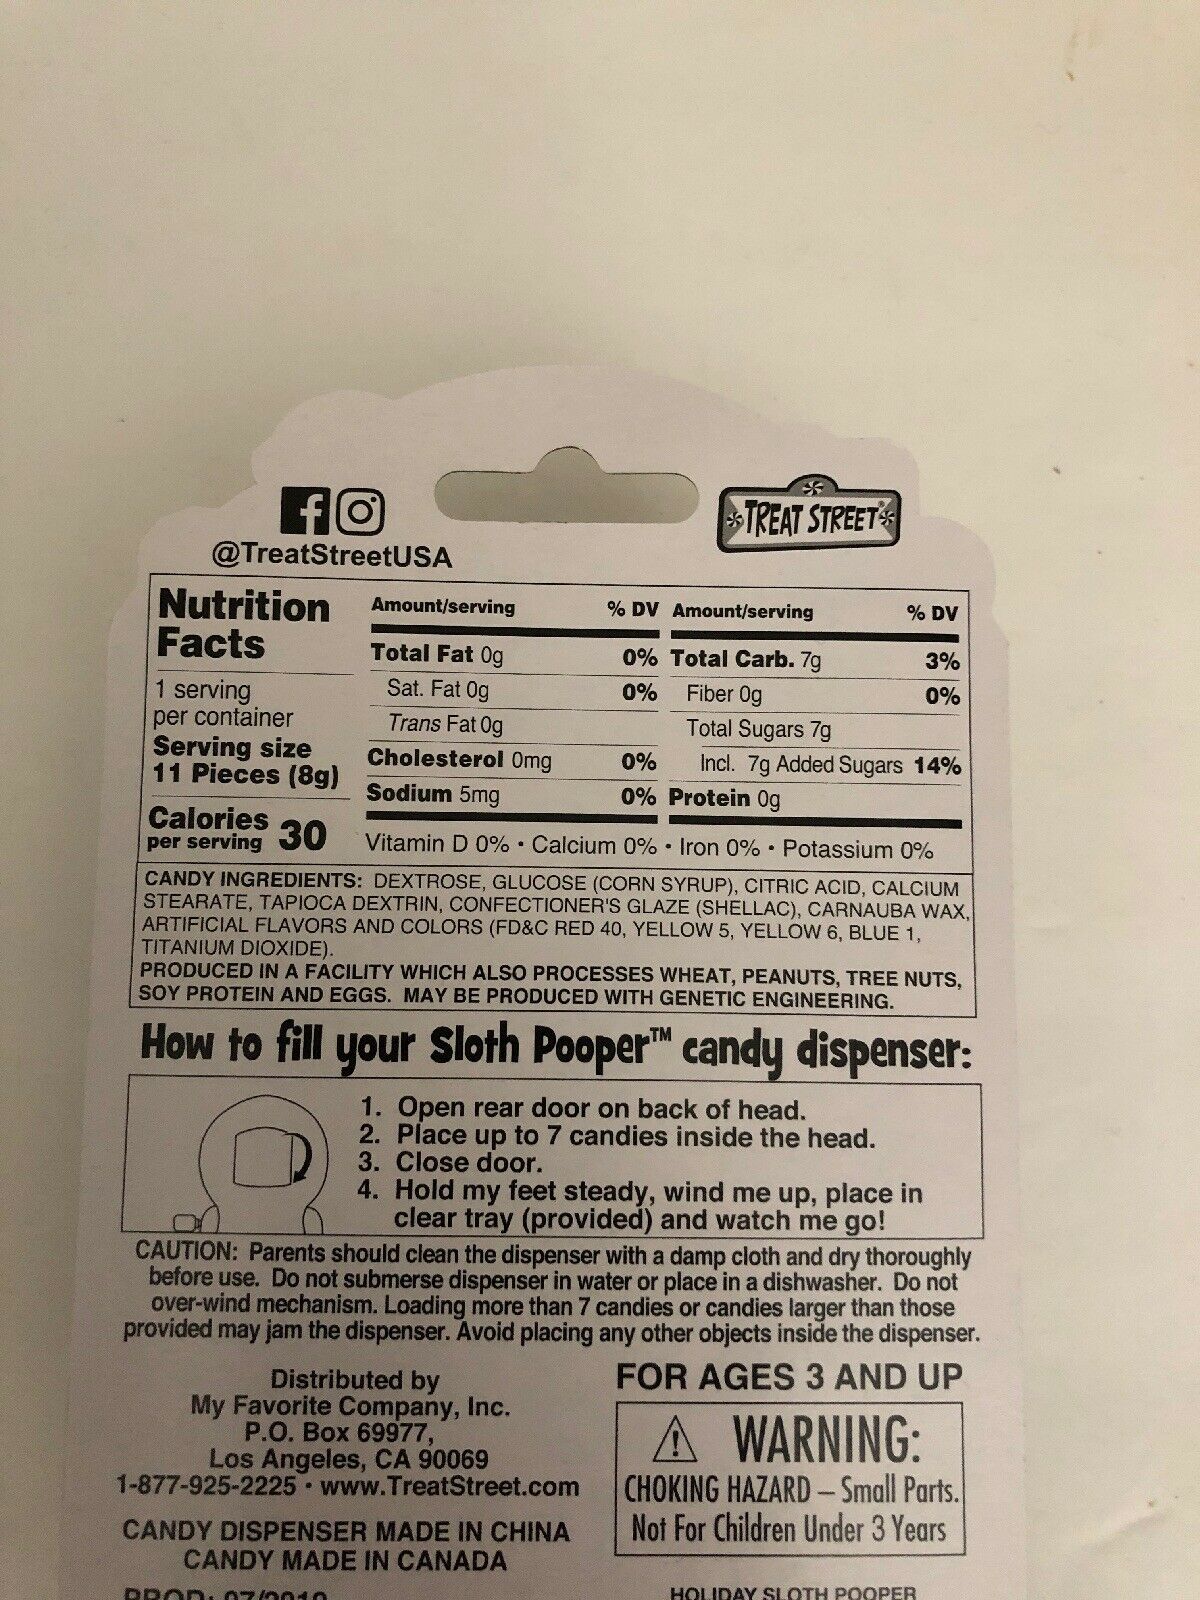 @TreatStreetUSA
TREAT STREET
Nutrition
Facts
1 serving
per container
Serving size
11 Pieces (8g)
Calories
per serving 30
Amount/serving % DV
Total Fat 0g 0%
Sat. Fat 0g 0%
Trans Fat 0g
Cholesterol 0mg 0%
Sodium 5mg 0%
Amount/serving % DV
Total Carb. 7g 3%
Fiber 0g 0%
Total Sugars 7g
Incl. 7g Added Sugars 14%
Protein 0g
Vitamin D 0% • Calcium 0% • Iron 0% • Potassium 0%
CANDY INGREDIENTS: DEXTROSE, GLUCOSE (CORN SYRUP), CITRIC ACID, CALCIUM
STEARATE, TAPIOCA DEXTRIN, CONFECTIONER'S GLAZE (SHELLAC), CARNAUBA WAX,
ARTIFICIAL FLAVORS AND COLORS (FD&C RED 40, YELLOW 5, YELLOW 6, BLUE 1,
TITANIUM DIOXIDE).
PRODUCED IN A FACILITY WHICH ALSO PROCESSES WHEAT, PEANUTS, TREE NUTS,
SOY PROTEIN AND EGGS. MAY BE PRODUCED WITH GENETIC ENGINEERING.
How to fill your Sloth Pooper™ candy dispenser:
1. Open rear door on back of head.
2. Place up to 7 candies inside the head.
3. Close door.
4. Hold my feet steady, wind me up, place in
clear tray (provided) and watch me go!
CAUTION: Parents should clean the dispenser with a damp cloth and dry thoroughly
before use. Do not submerse dispenser in water or place in a dishwasher. Do not
over-wind mechanism. Loading more than 7 candies or candies larger than those
provided may jam the dispenser. Avoid placing any other objects inside the dispenser.
Distributed by
My Favorite Company, Inc.
P.O. Box 69977,
Los Angeles, CA 90069
1-877-925-2225 • www.TreatStreet.com
CANDY DISPENSER MADE IN CHINA
CANDY MADE IN CANADA
PROD: 07/2019
FOR AGES 3 AND UP
WARNING:
CHOKING HAZARD – Small Parts.
Not For Children Under 3 Years
HOLIDAY SLOTH POOPER